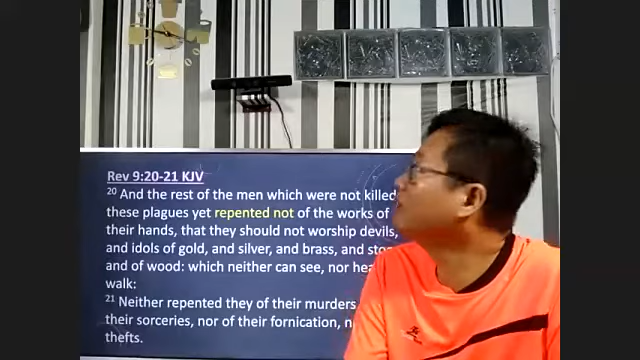 Rev 9:20-21 KJV
20 And the rest of the men which were not killed
these plagues yet repented not of the works of
their hands, that they should not worship devils,
and idols of gold, and silver, and brass, and
and of wood: which neither can see, nor
walk:
21 Neither repented they of their murders
their sorceries, nor of their fornication,
thefts.